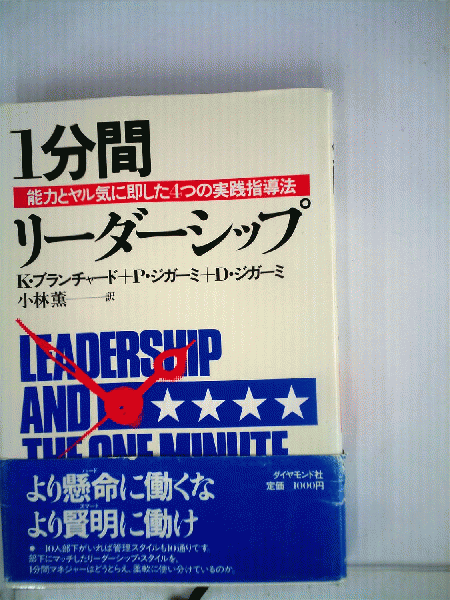 1分間
能力とヤル気に即した4つの実践指導法
リーダーシップ
K・ブランチャード+P・ジガーミ+D・ジガーミ
小林薫——訳
LEADERSHIP
AND
THE ONE MINUTE
ダイヤモンド社
定価 1000円
ハード
より懸命に働くな
スマート
より賢明に働け
● 10人部下がいれば管理スタイルも10通りです。
部下にマッチしたリーダーシップ・スタイルを、
1分間マネジャーはどうとらえ、柔軟に使い分けているのか。